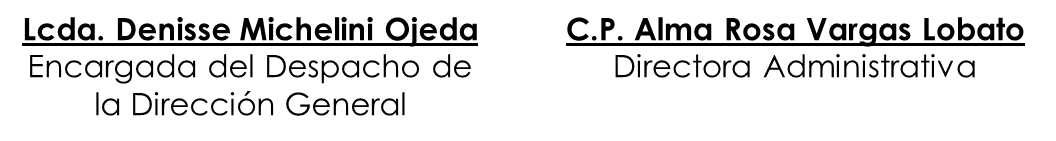 Lcda. Denisse Michelini Ojeda
Encargada del Despacho de
la Dirección General
C.P. Alma Rosa Vargas Lobato
Directora Administrativa